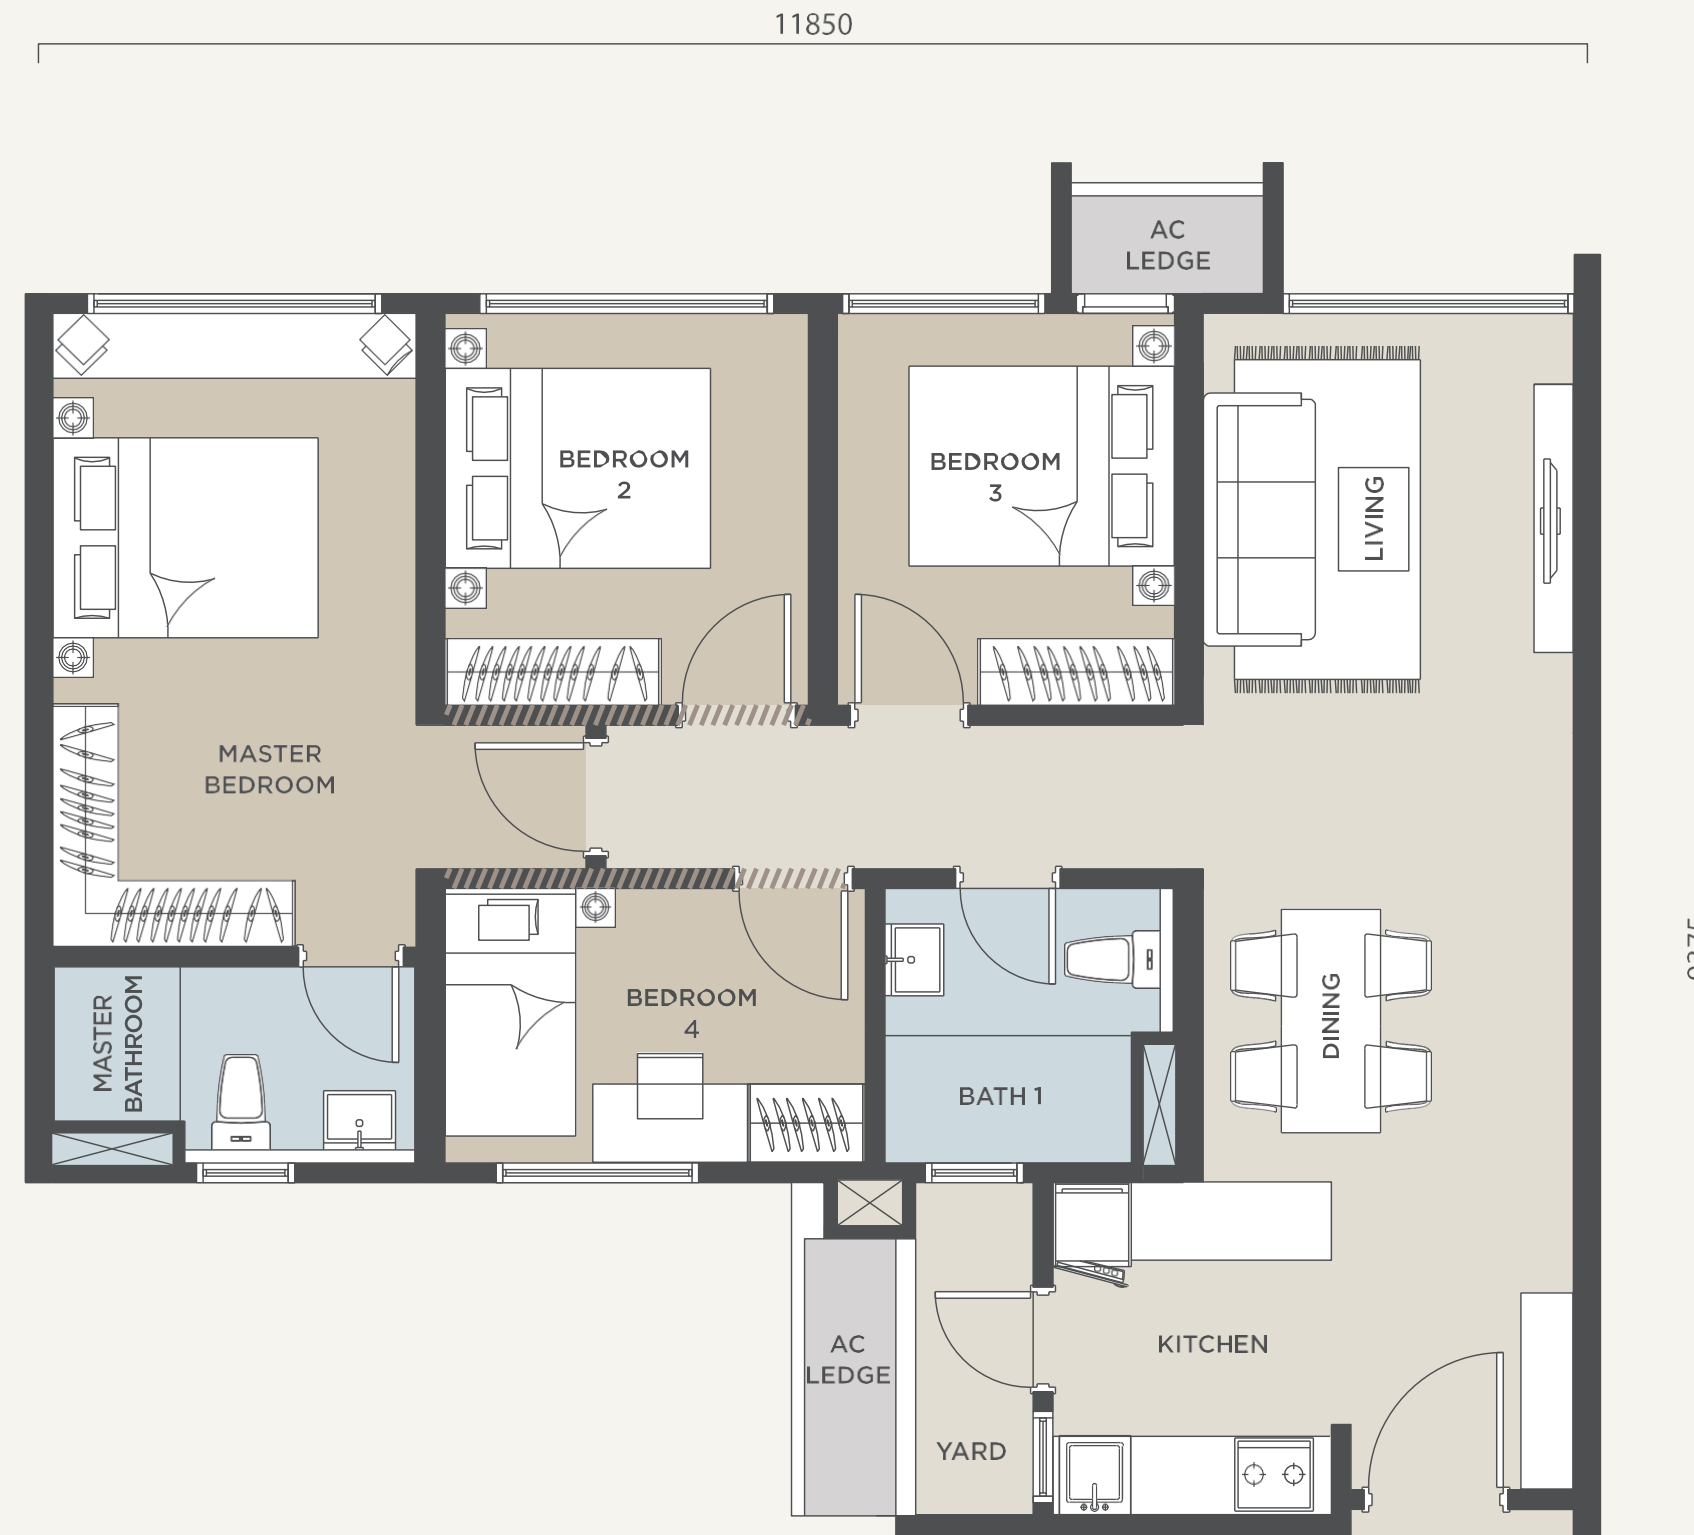 11850
AC
LEDGE
BEDROOM
2
BEDROOM
3
LIVING
MASTER
BEDROOM
MASTER
BATHROOM
BEDROOM
4
BATH 1
DINING
AC
LEDGE
KITCHEN
YARD